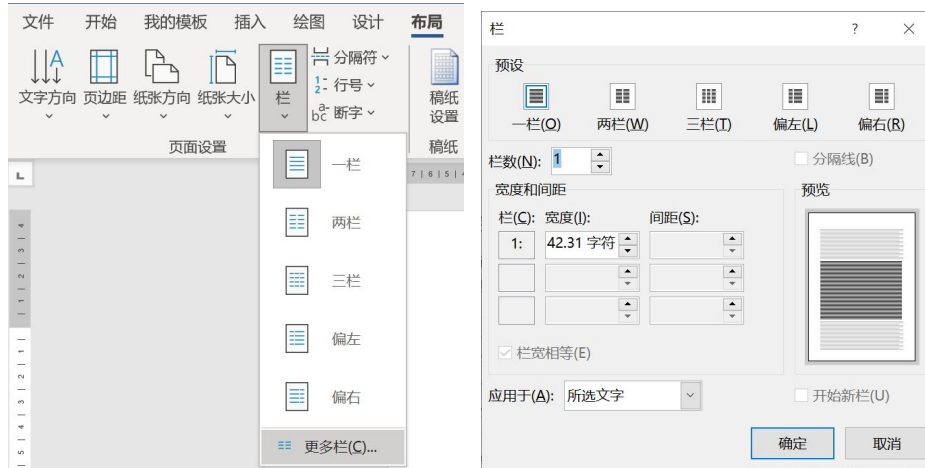 文件 开始 我的模板 插入 绘图 设计 布局
文字方向 页边距 纸张方向 纸张大小 栏
分隔符
行号
断字
稿纸
设置
页面设置 稿纸
一栏
两栏
三栏
偏左
偏右
更多栏(C)...
栏 ? ×
预设
一栏(O) 两栏(W) 三栏(T) 偏左(L) 偏右(R)
栏数(N): 1 分隔线(B)
宽度和间距 预览
栏(C): 宽度(I): 间距(S):
1: 42.31 字符
栏宽相等(E)
应用于(A): 所选文字 开始新栏(U)
确定 取消